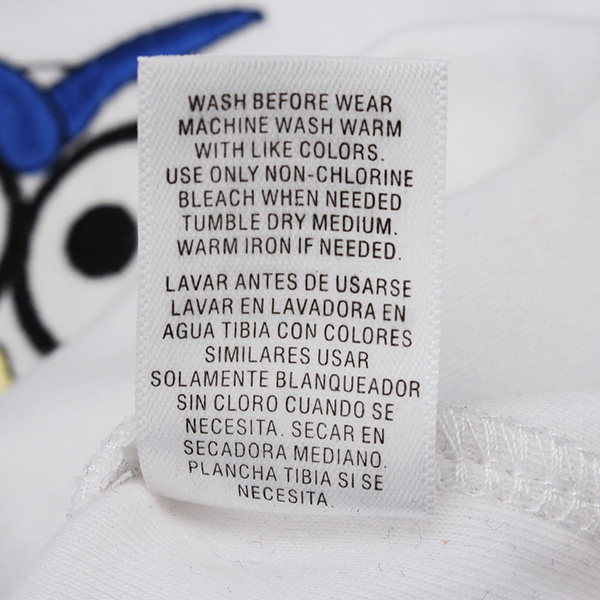 WASH BEFORE WEAR
MACHINE WASH WARM
WITH LIKE COLORS.
USE ONLY NON-CHLORINE
BLEACH WHEN NEEDED
TUMBLE DRY MEDIUM.
WARM IRON IF NEEDED.
LAVAR ANTES DE USARSE
LAVAR EN LAVADORA EN
AGUA TIBIA CON COLORES
SIMILARES USAR
SOLAMENTE BLANQUEADOR
SIN CLORO CUANDO SE
NECESITA. SECAR EN
SECADORA MEDIANO.
PLANCHA TIBIA SI SE
NECESITA.